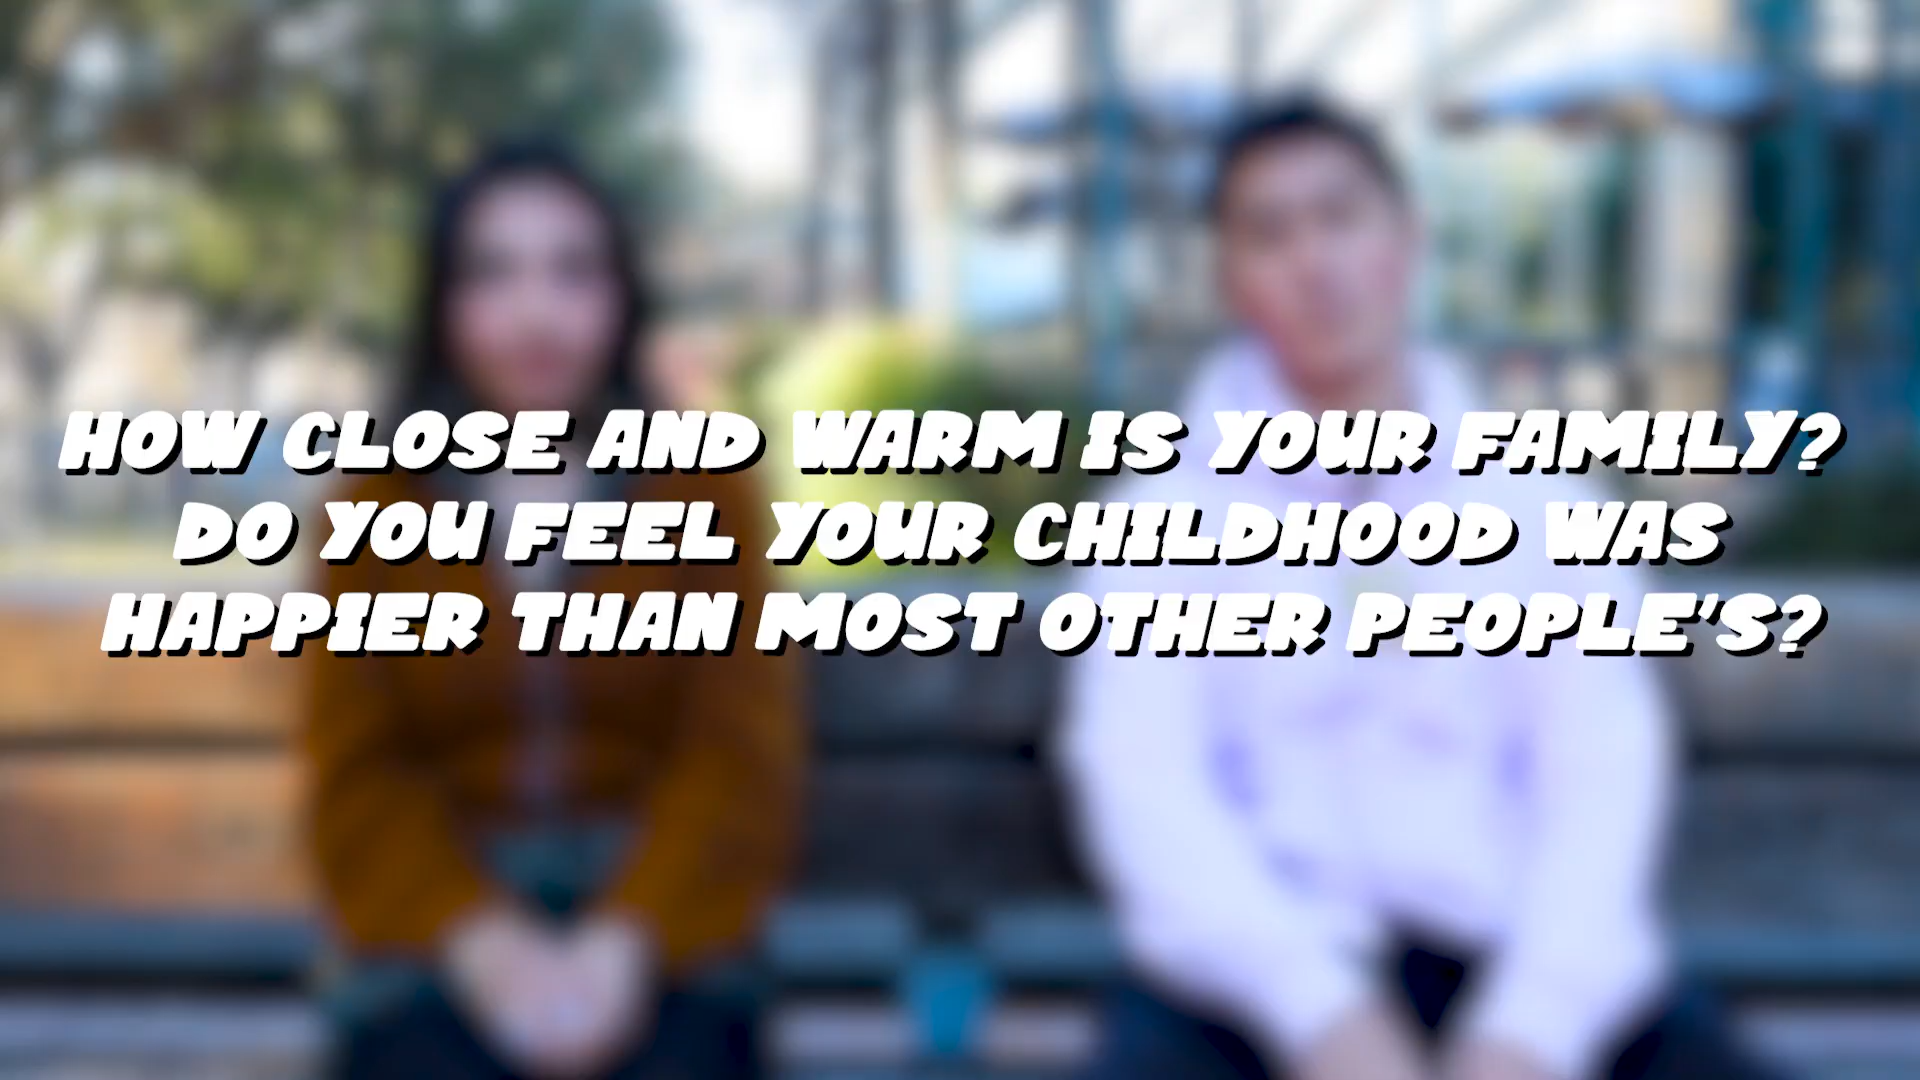 HOW CLOSE AND WARM IS YOUR FAMILY?
DO YOU FEEL YOUR CHILDHOOD WAS
HAPPIER THAN MOST OTHER PEOPLE'S?